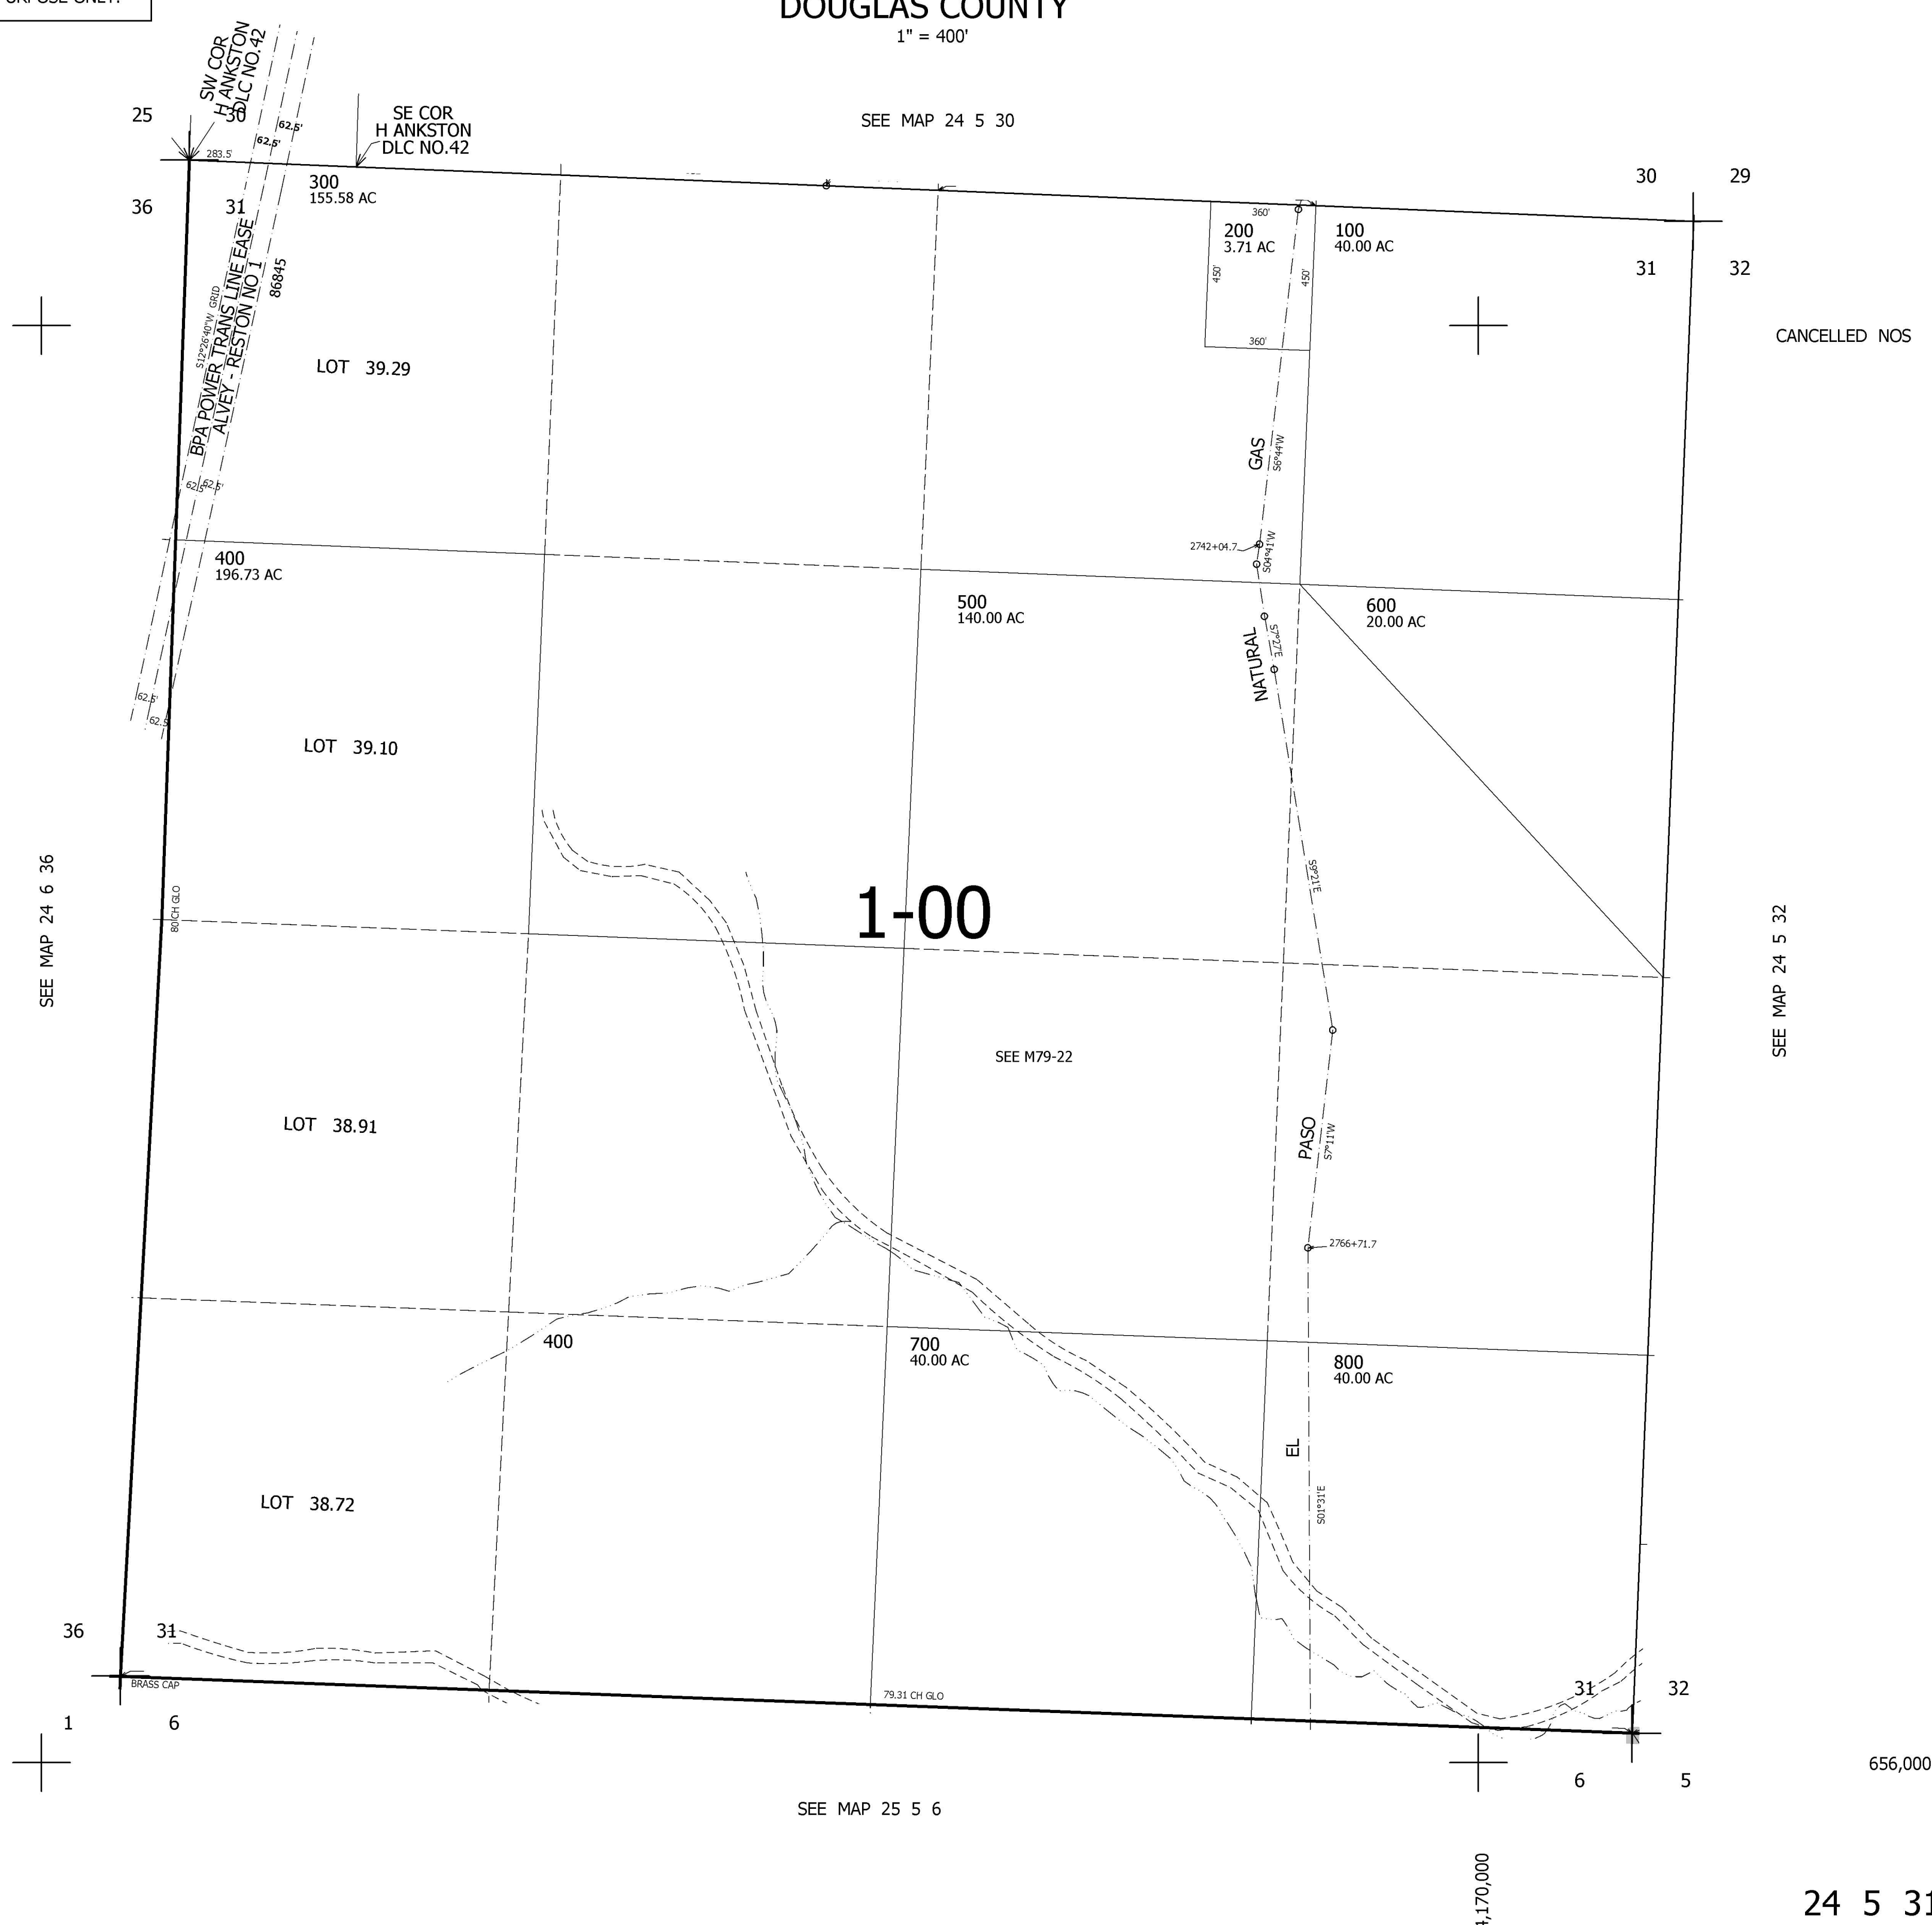 DOUGLAS COUNTY
1" = 400'
SW COR
H ANKSTON
DLC NO.42
SE COR
H ANKSTON
DLC NO.42
SEE MAP 24 5 30
25
30
36
31
283.5'
62.5'
62.5'
300
155.58 AC
30
29
31
32
200
3.71 AC
360'
450'
450'
360'
100
40.00 AC
CANCELLED NOS
BPA POWER TRANS LINE EASE
ALVEY - RESTON NO 1
86845
S12°26'40"W GRID
62.5'
62.5'
LOT 39.29
GAS
S6°44'W
2742+04.7
S04°41'W
400
196.73 AC
500
140.00 AC
600
20.00 AC
NATURAL
S7°27'E
62.5'
62.5'
LOT 39.10
S9°21'E
SEE MAP 24 6 36
80 CH GLO
1-00
SEE MAP 24 5 32
SEE M79-22
LOT 38.91
PASO
S7°11'W
2766+71.7
400
700
40.00 AC
800
40.00 AC
EL
S01°31'E
LOT 38.72
36
31
BRASS CAP
79.31 CH GLO
31
32
1
6
6
5
656,000
SEE MAP 25 5 6
,170,000
24 5 31